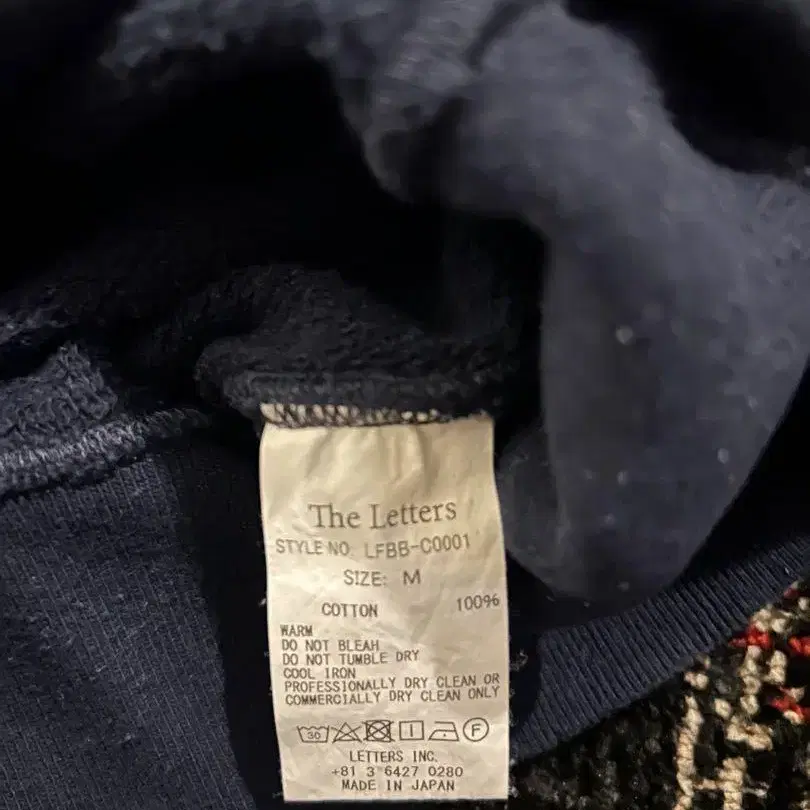 The Letters
STYLE NO. LFBB-C0001
SIZE: M
COTTON 100%
WARM
DO NOT BLEAH
DO NOT TUMBLE DRY
COOL IRON
PROFESSIONALLY DRY CLEAN OR
COMMERCIALLY DRY CLEAN ONLY
30 F
LETTERS INC.
+81 3 6427 0280
MADE IN JAPAN